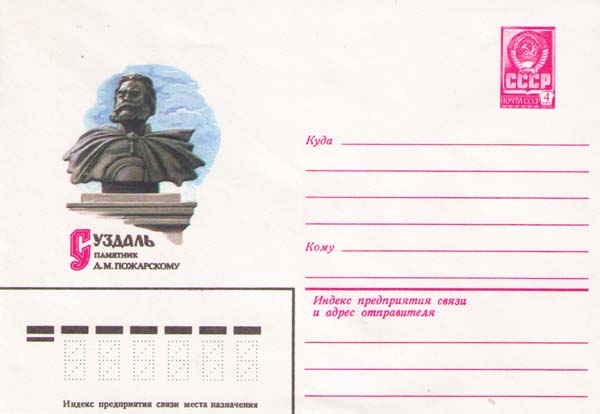 СССР
ПОЧТА СССР 4
Куда
СУЗДАЛЬ
ПАМЯТНИК
Д.М. ПОЖАРСКОМУ
Кому
Индекс предприятия связи
и адрес отправителя
Индекс предприятия связи места назначения